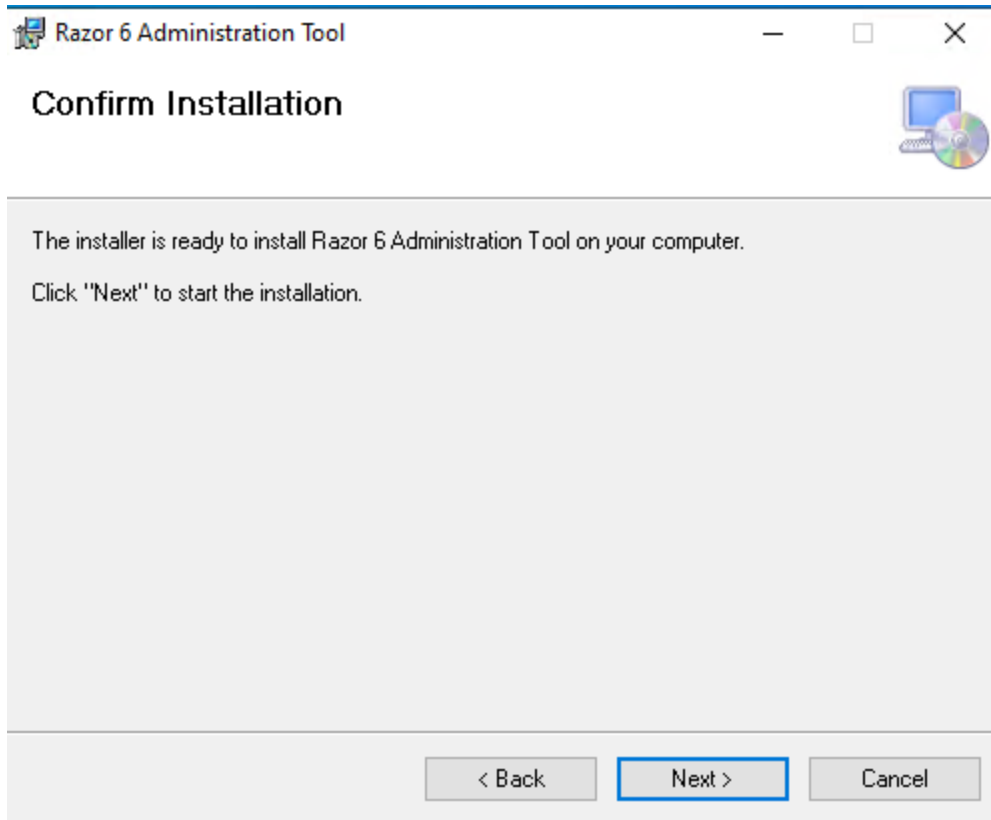 Razor 6 Administration Tool
Confirm Installation
The installer is ready to install Razor 6 Administration Tool on your computer.
Click "Next" to start the installation.
< Back
Next >
Cancel